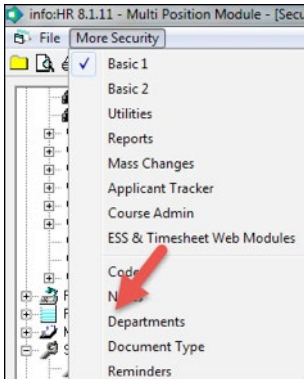 info:HR 8.1.11 - Multi Position Module - [Secu
File More Security
Basic 1
Basic 2
Utilities
Reports
Mass Changes
Applicant Tracker
Course Admin
ESS & Timesheet Web Modules
Departments
Document Type
Reminders